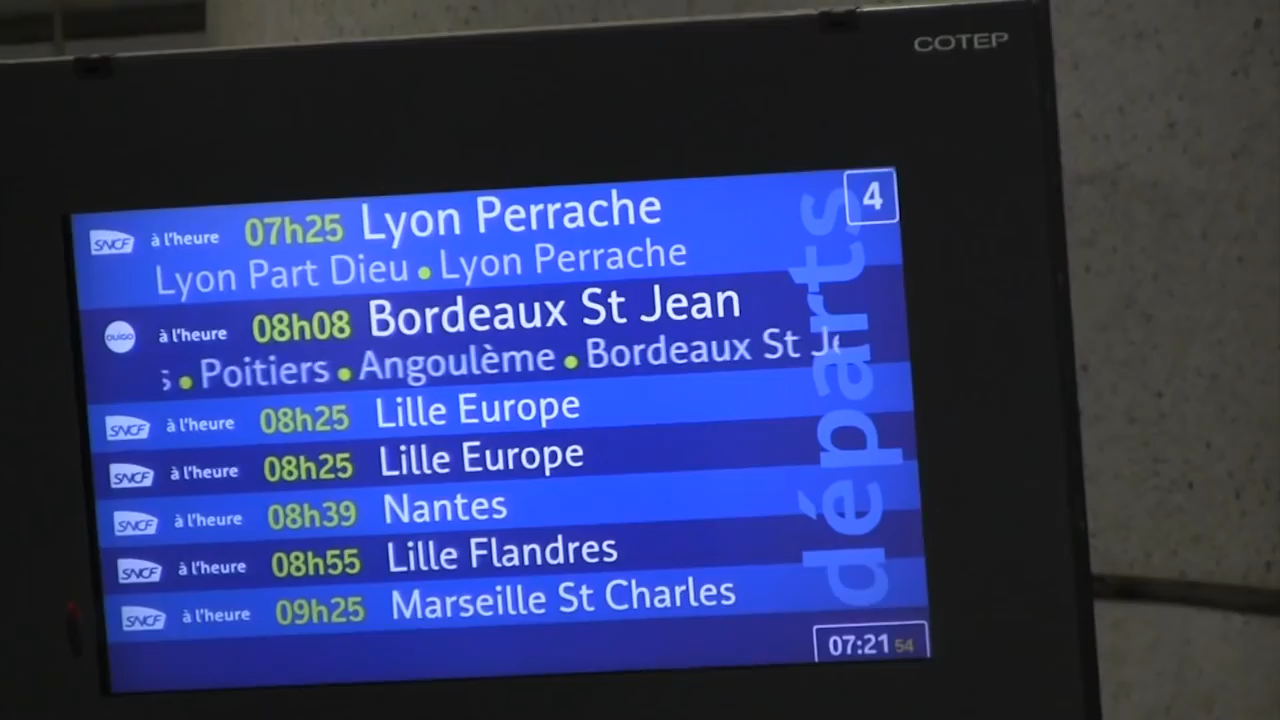 COTEP
4
SNCF à l'heure 07h25 Lyon Perrache
Lyon Part Dieu • Lyon Perrache
OUIGO à l'heure 08h08 Bordeaux St Jean
s • Poitiers • Angoulême • Bordeaux St Je
SNCF à l'heure 08h25 Lille Europe
SNCF à l'heure 08h25 Lille Europe
SNCF à l'heure 08h39 Nantes
SNCF à l'heure 08h55 Lille Flandres
SNCF à l'heure 09h25 Marseille St Charles
départs
07:21 54